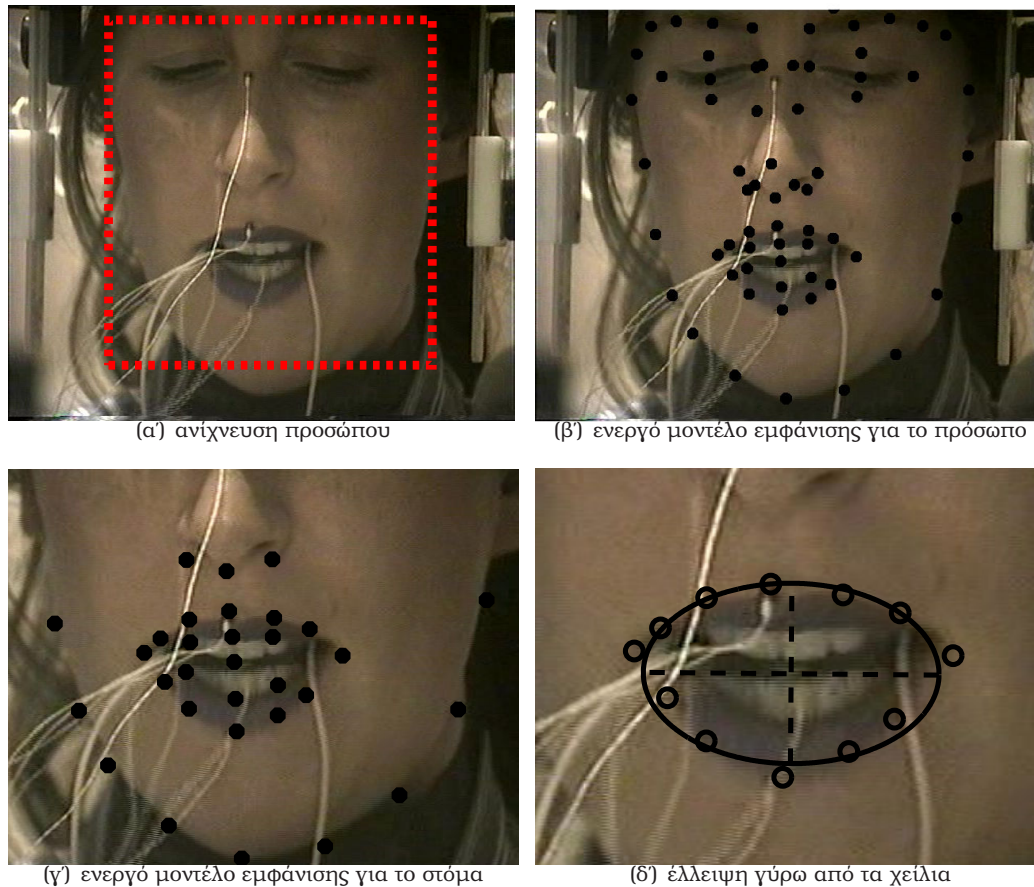 (α΄) ανίχνευση προσώπου
(β΄) ενεργό μοντέλο εμφάνισης για το πρόσωπο
(γ΄) ενεργό μοντέλο εμφάνισης για το στόμα
(δ΄) έλλειψη γύρω από τα χείλια